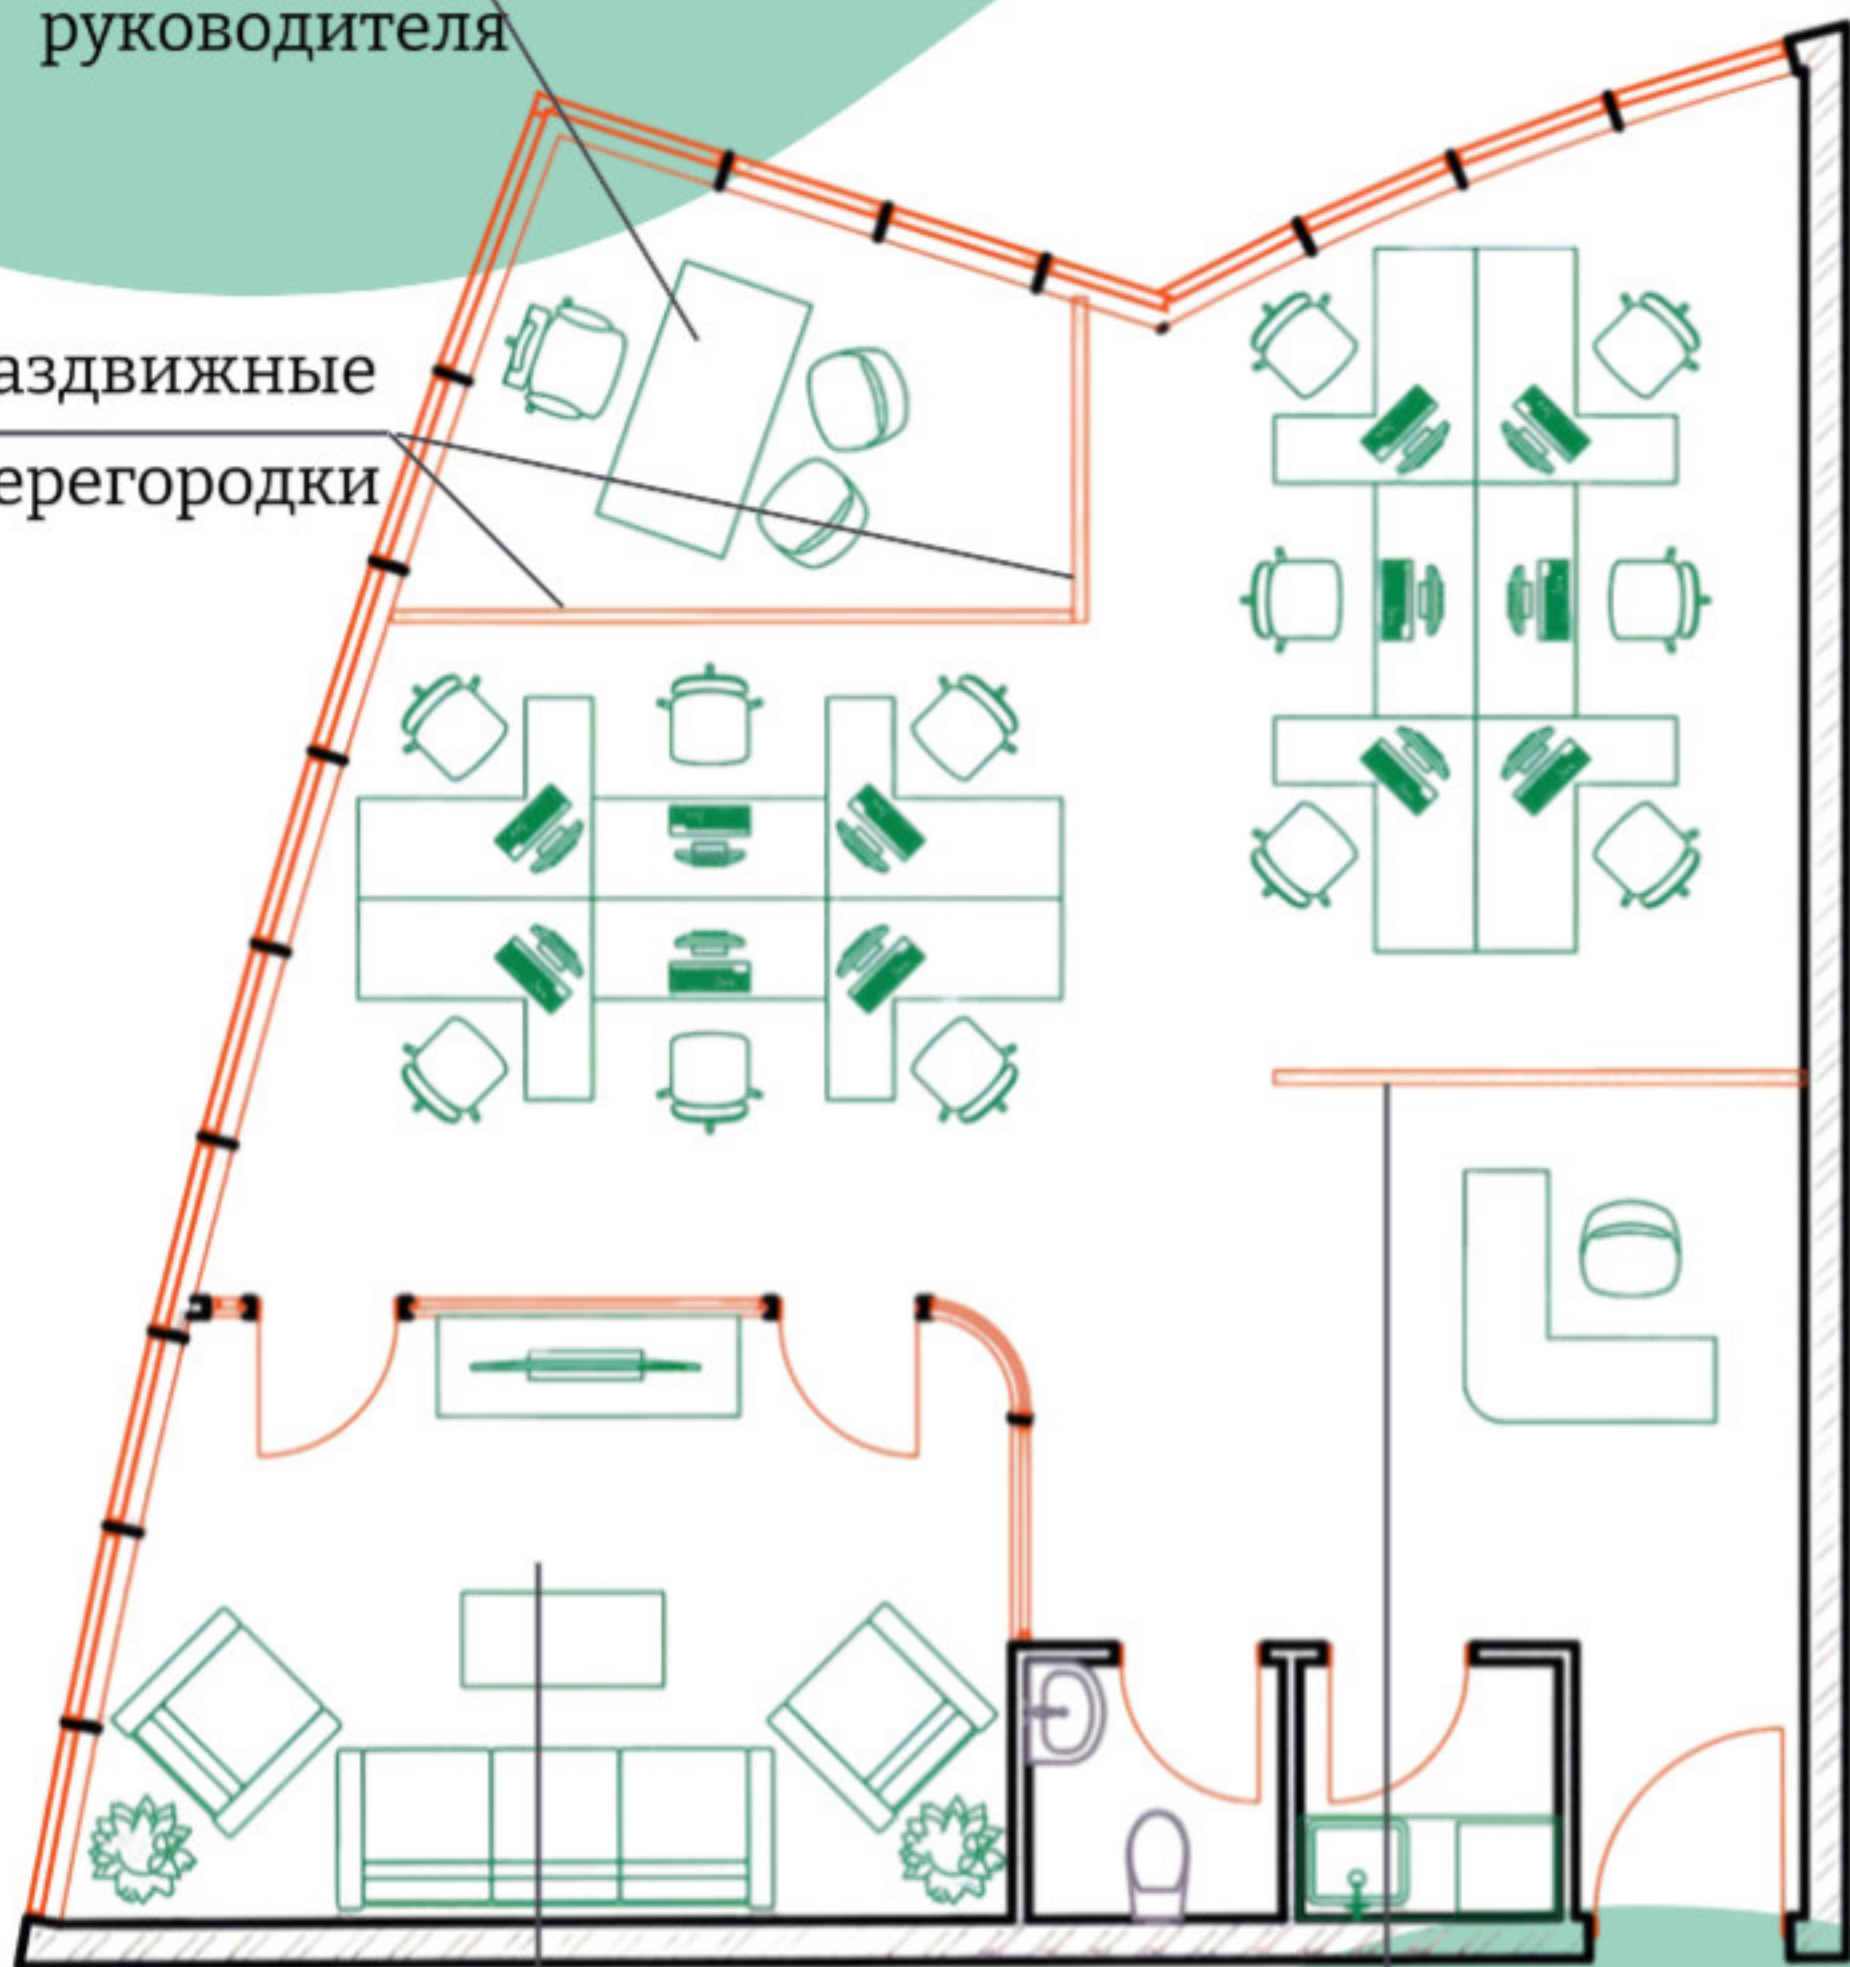 руководителя
аздвижные
ерегородки